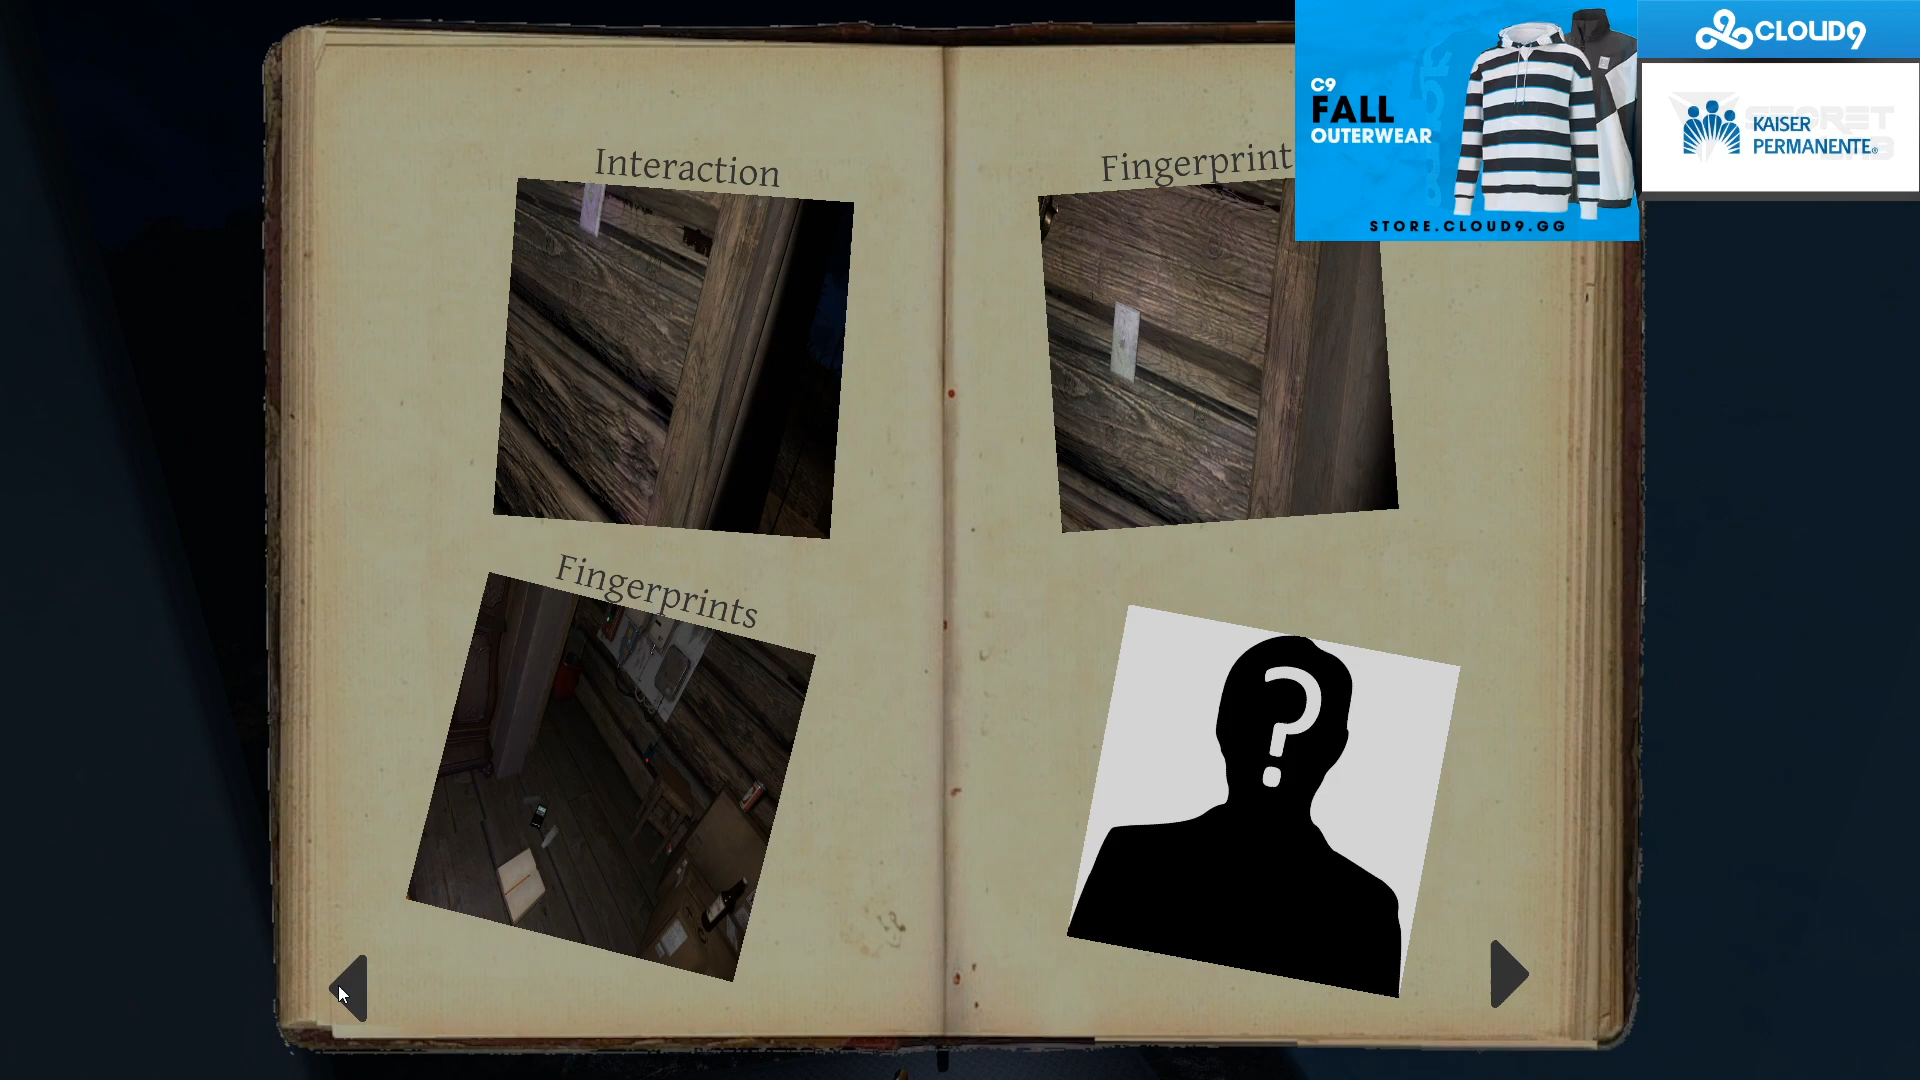 Interaction
Fingerprint
Fingerprints
?
C9
FALL
OUTERWEAR
STORE.CLOUD9.GG
CLOUD9
KAISER
PERMANENTE®